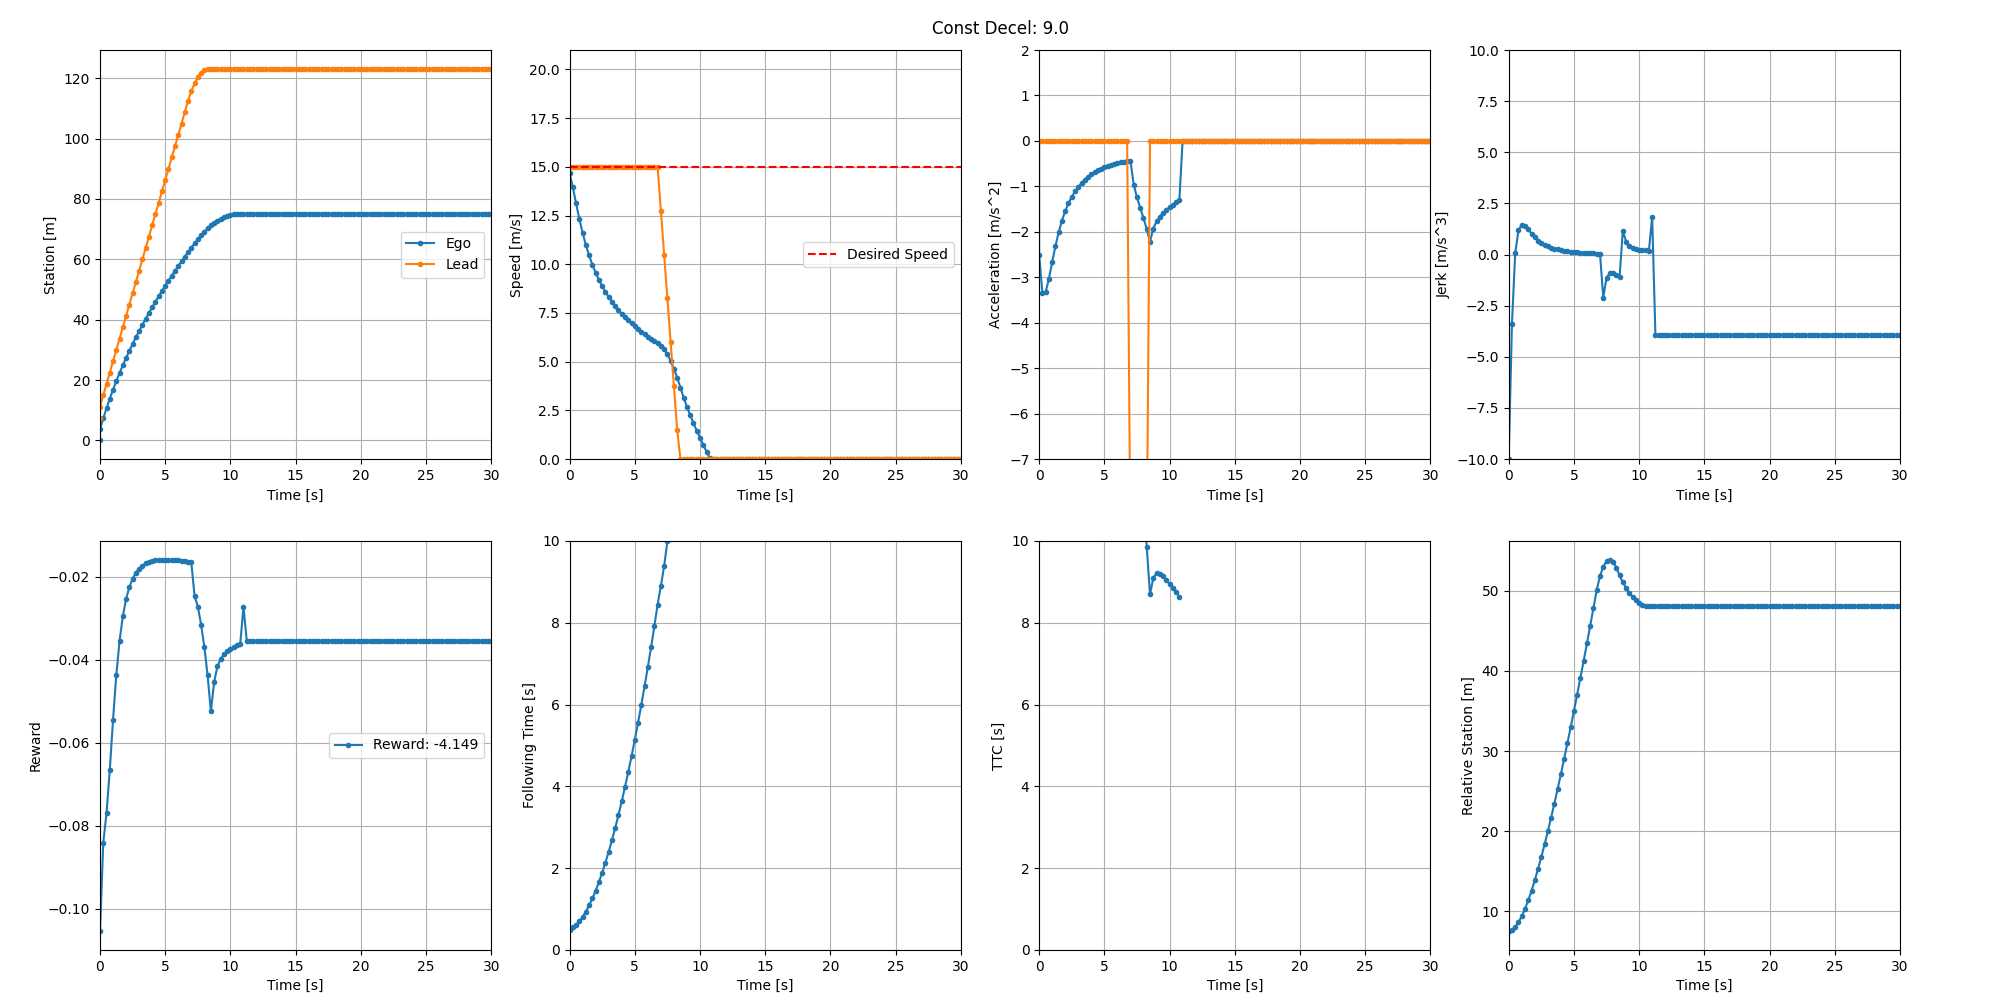 Const Decel: 9.0
120
100
80
60
40
20
0
Station [m]
Ego
Lead
0 5 10 15 20 25 30
Time [s]
20.0
17.5
15.0
12.5
10.0
7.5
5.0
2.5
0.0
Speed [m/s]
Desired Speed
0 5 10 15 20 25 30
Time [s]
2
1
0
−1
−2
−3
−4
−5
−6
−7
Acceleration [m/s^2]
0 5 10 15 20 25 30
Time [s]
10.0
7.5
5.0
2.5
0.0
−2.5
−5.0
−7.5
−10.0
Jerk [m/s^3]
0 5 10 15 20 25 30
Time [s]
−0.02
−0.04
−0.06
−0.08
−0.10
Reward
Reward: -4.149
0 5 10 15 20 25 30
Time [s]
10
8
6
4
2
0
Following Time [s]
0 5 10 15 20 25 30
Time [s]
10
8
6
4
2
0
TTC [s]
0 5 10 15 20 25 30
Time [s]
50
40
30
20
10
Relative Station [m]
0 5 10 15 20 25 30
Time [s]